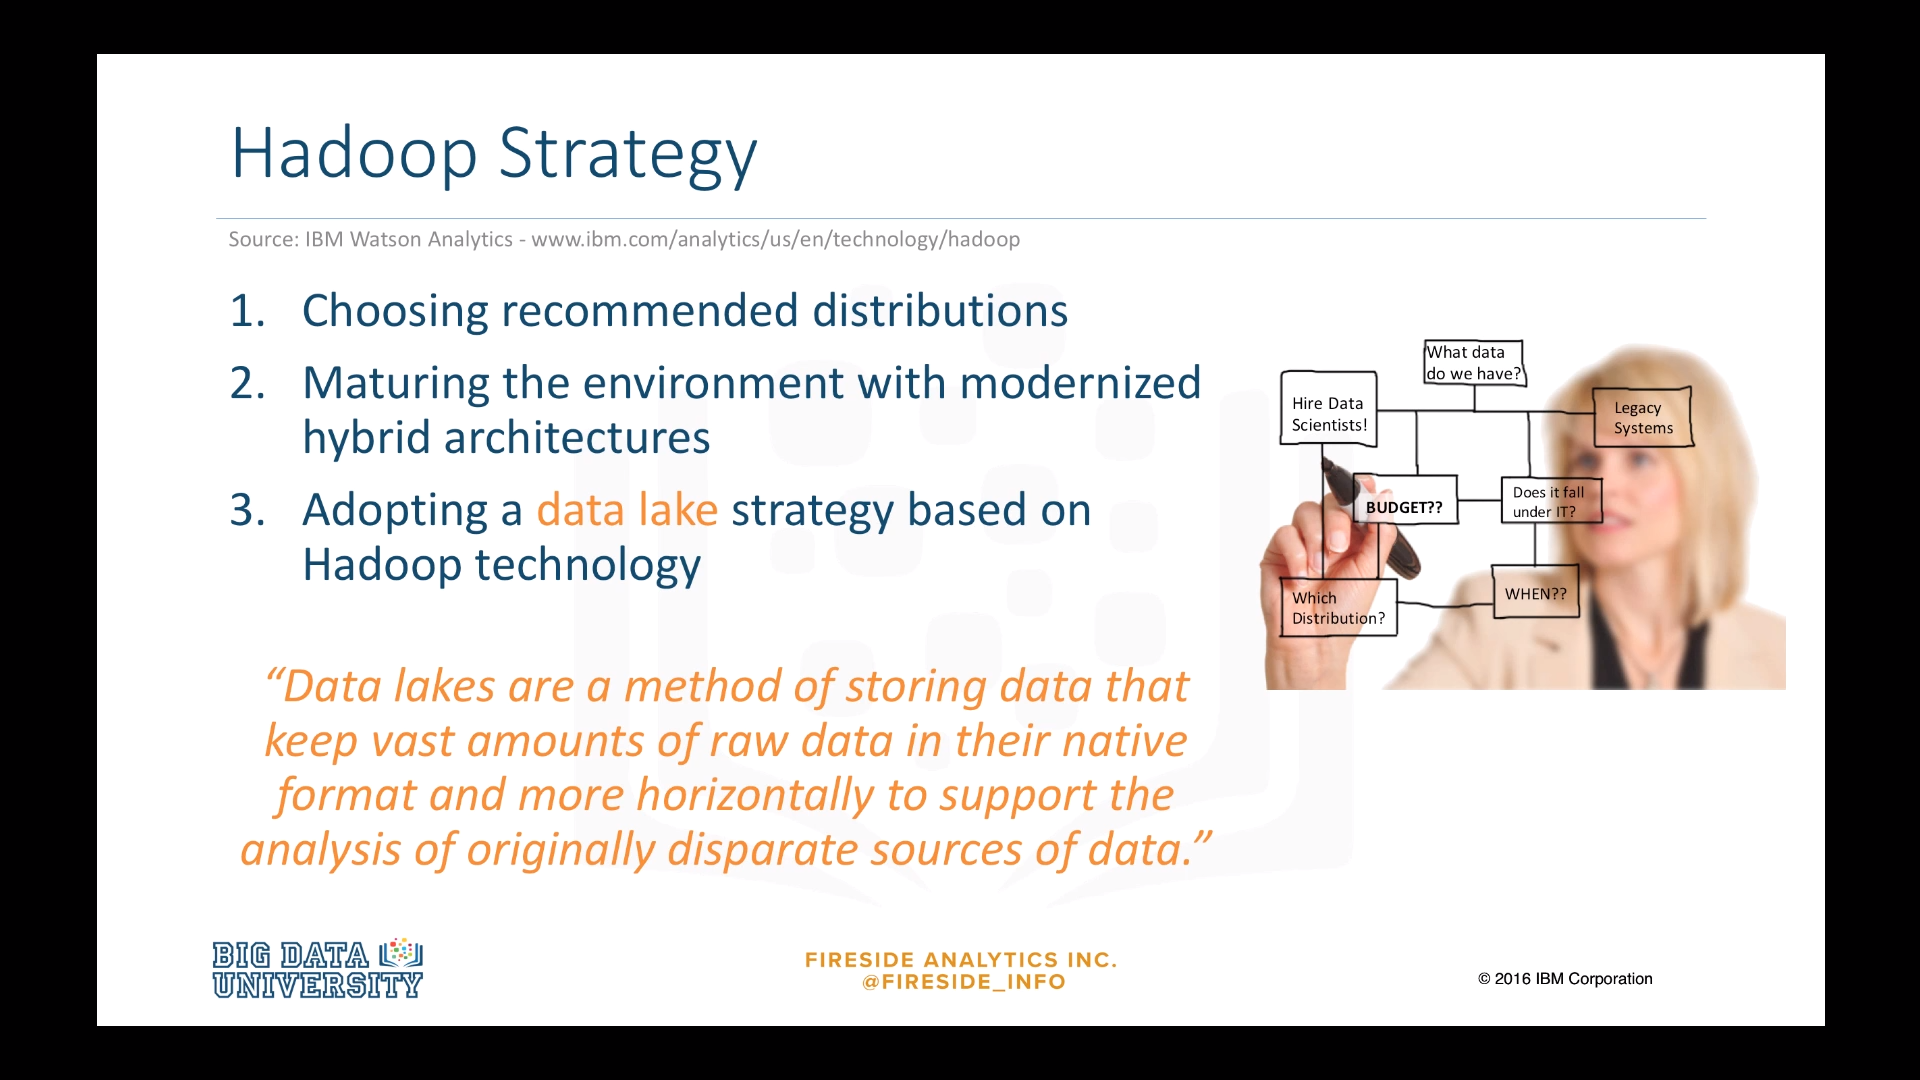 Hadoop Strategy
Source: IBM Watson Analytics - www.ibm.com/analytics/us/en/technology/hadoop
1. Choosing recommended distributions
2. Maturing the environment with modernized
hybrid architectures
3. Adopting a data lake strategy based on
Hadoop technology
“Data lakes are a method of storing data that
keep vast amounts of raw data in their native
format and more horizontally to support the
analysis of originally disparate sources of data.”
What data
do we have?
Hire Data
Scientists!
Legacy
Systems
BUDGET??
Does it fall
under IT?
Which
Distribution?
WHEN??
BIG DATA
UNIVERSITY
FIRESIDE ANALYTICS INC.
@FIRESIDE_INFO
© 2016 IBM Corporation